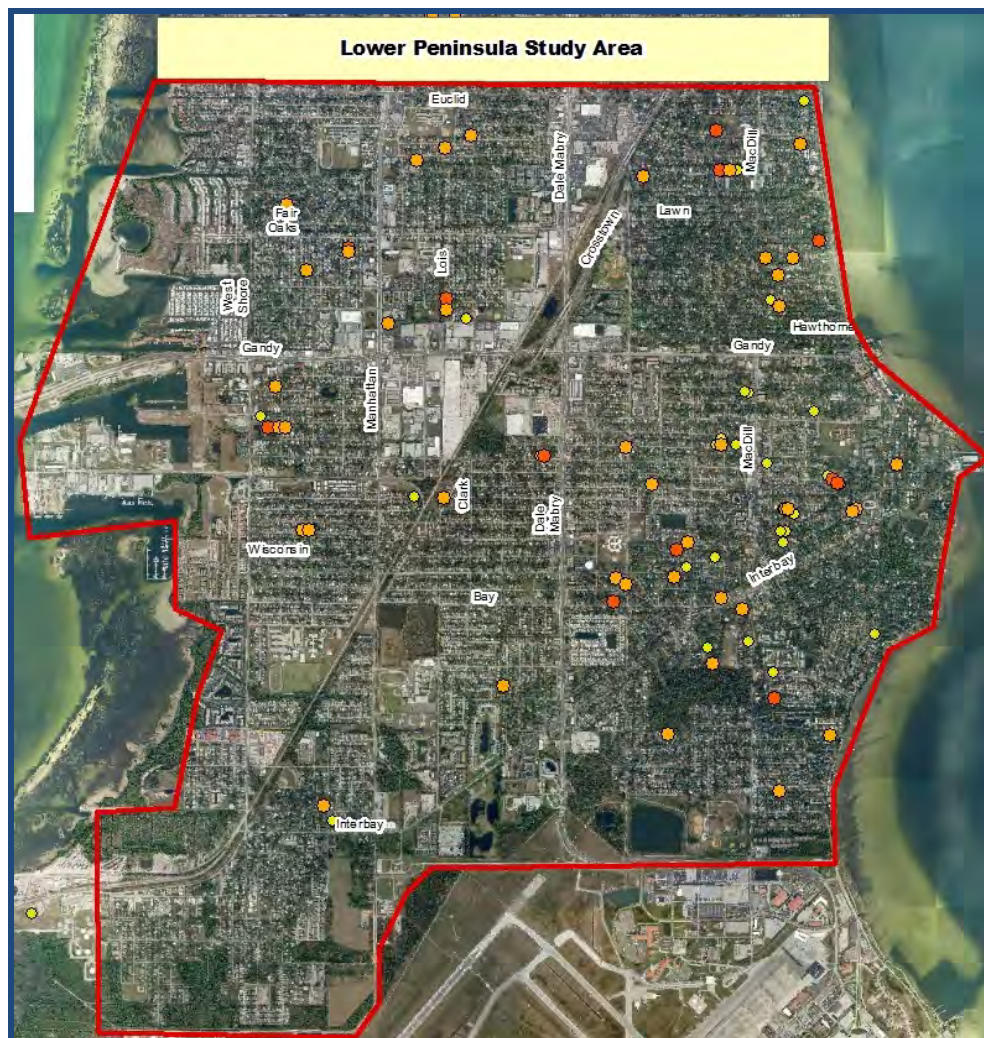 Lower Peninsula Study Area
Euclid
Dale Mabry
MacDill
Crosstown
Lawn
Fair
Oaks
Lois
West
Shore
Hawthorne
Gandy
Gandy
Manhattan
MacDill
Clark
Dale
Mabry
Wisconsin
Interbay
Bay
Interbay